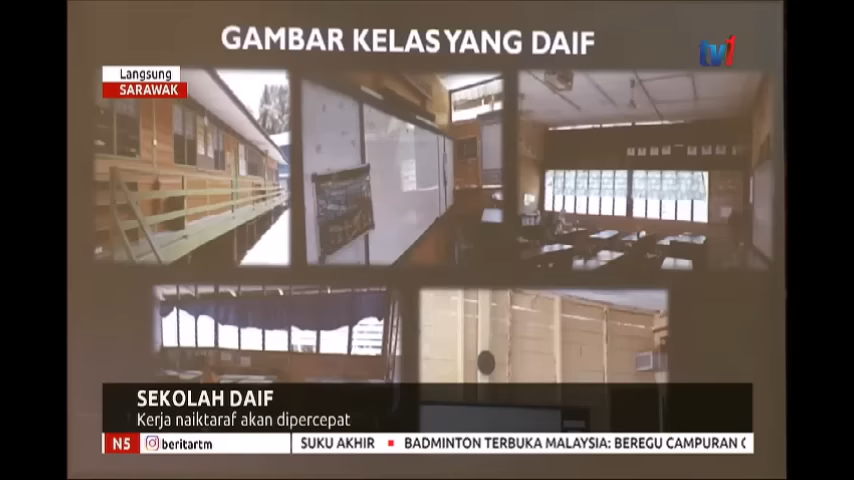 GAMBAR KELAS YANG DAIF
tv1
Langsung
SARAWAK
SEKOLAH DAIF
Kerja naiktaraf akan dipercepat
N5
beritartm
SUKU AKHIR
BADMINTON TERBUKA MALAYSIA: BEREGU CAMPURAN